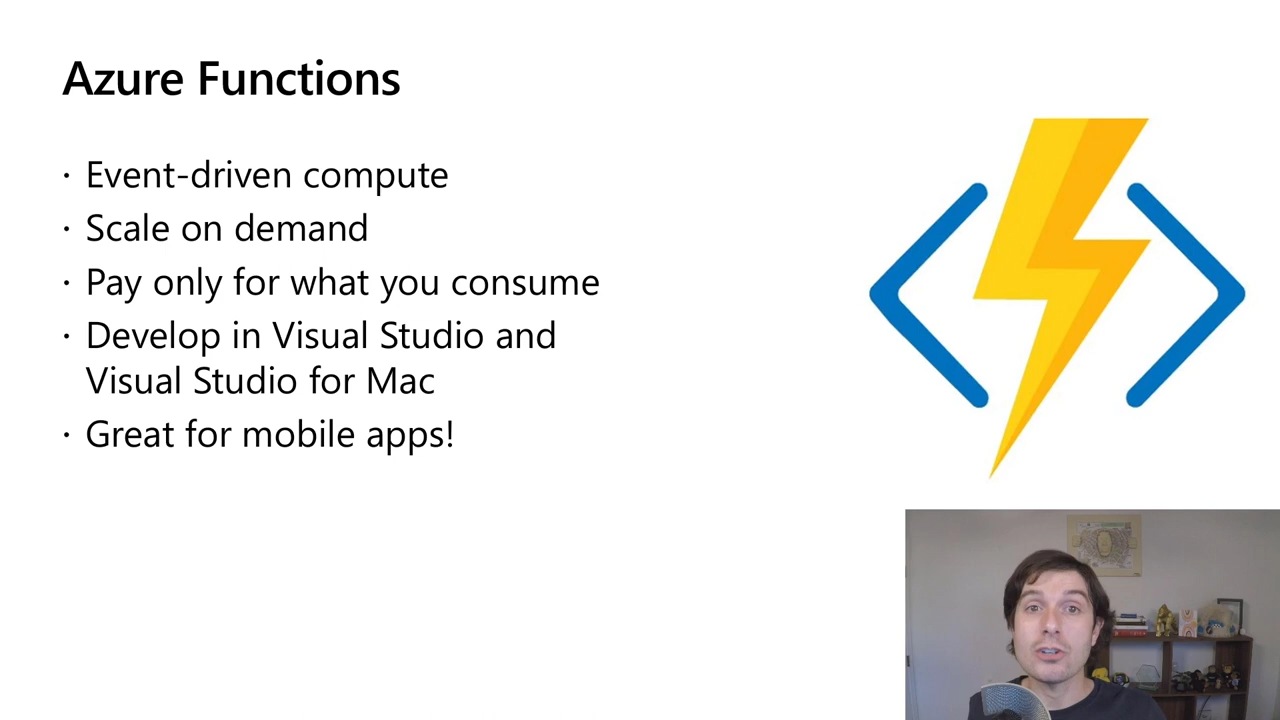 Azure Functions
· Event-driven compute
· Scale on demand
· Pay only for what you consume
· Develop in Visual Studio and
Visual Studio for Mac
· Great for mobile apps!